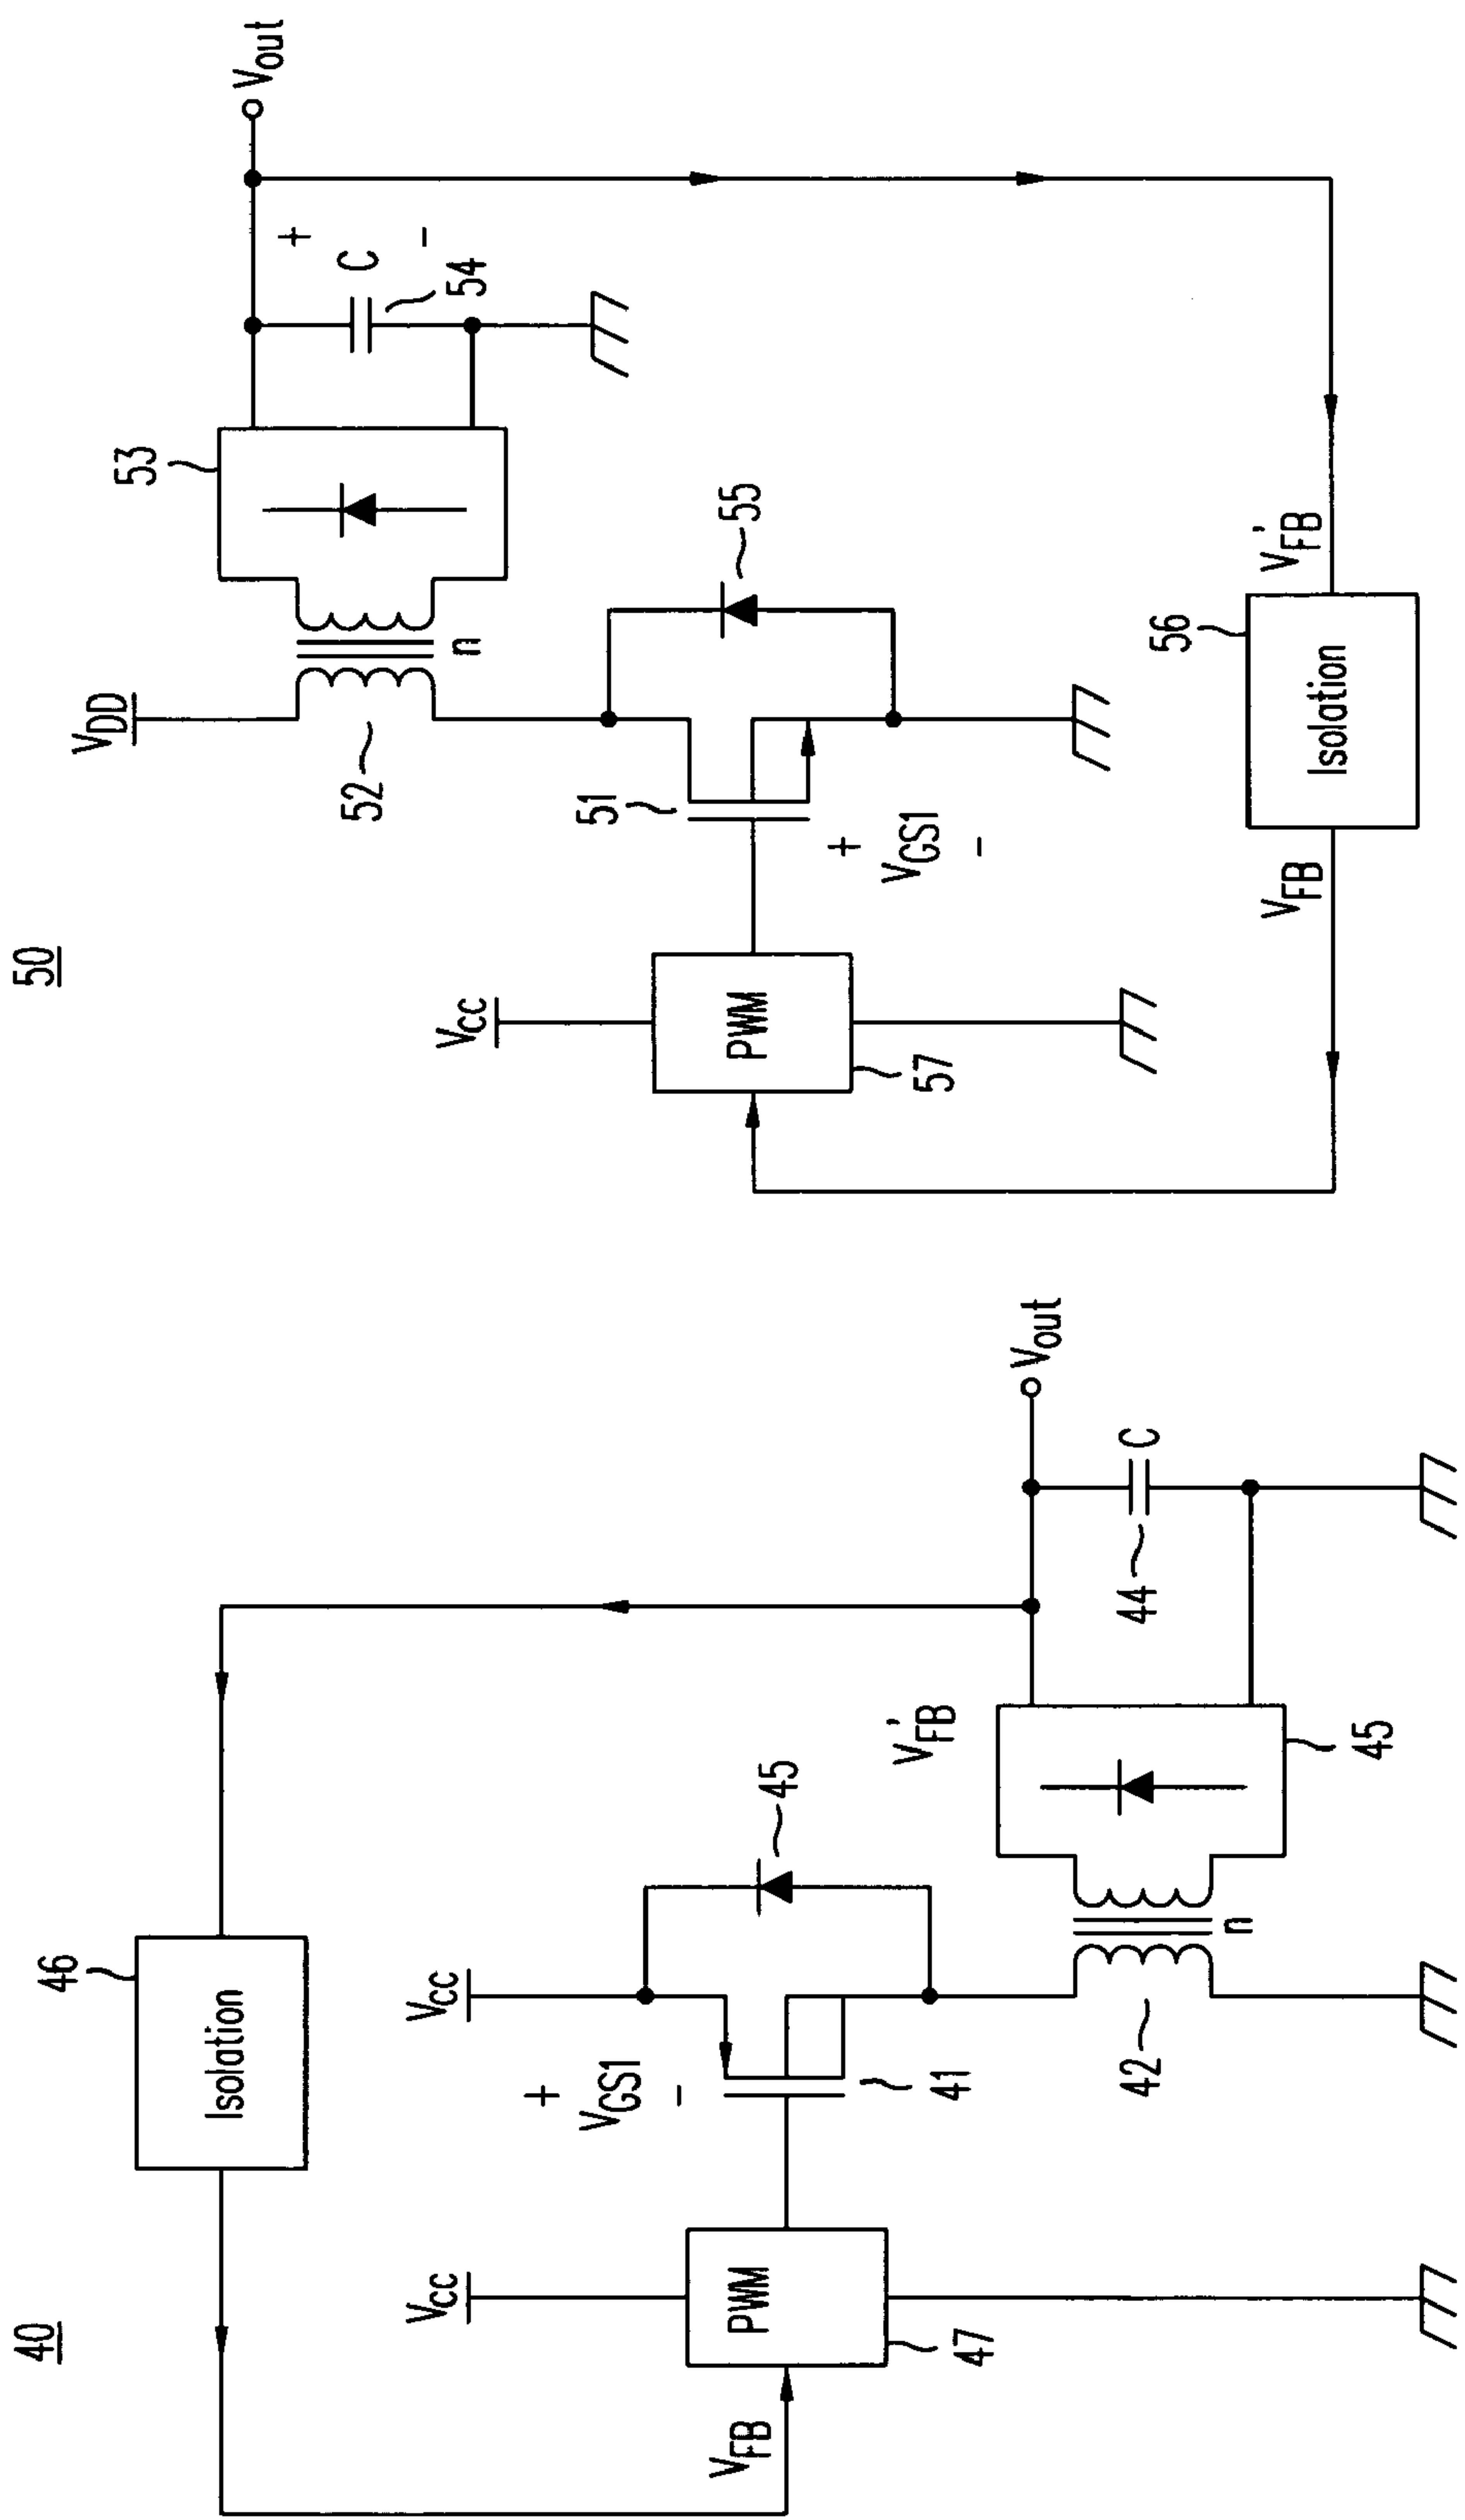 40
46
Isolation
VCC
VCC
+
VGS1
-
45
PWM
47
VFB
41
42
n
V'FB
45
44
C
Vout
50
VDD
52
n
53
+
C
-
54
Vout
VCC
51
55
PWM
57
+
VGS1
-
56
Isolation
VFB
V'FB